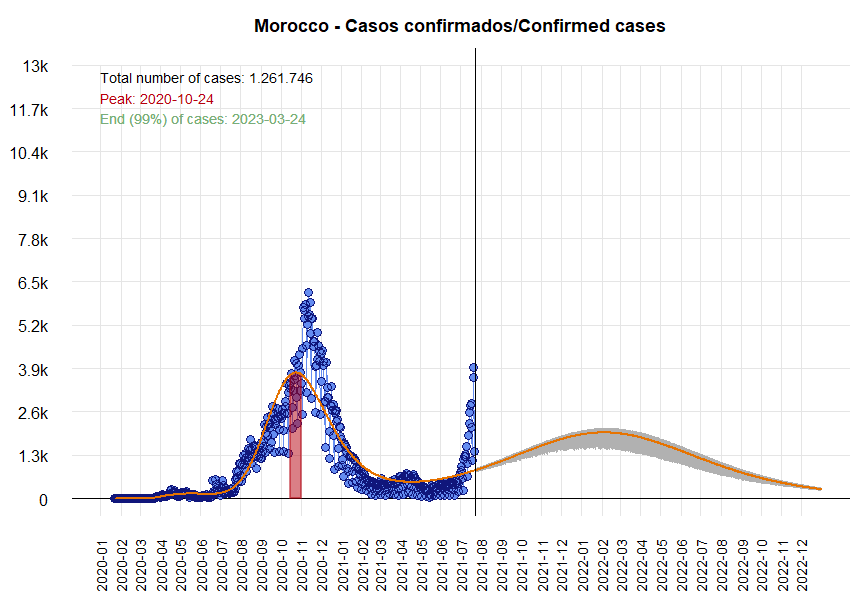 Morocco - Casos confirmados/Confirmed cases
13k
Total number of cases: 1.261.746
Peak: 2020-10-24
11.7k
End (99%) of cases: 2023-03-24
10.4k
9.1k
7.8k
6.5k
5.2k
3.9k
2.6k
1.3k
0
2020-01
2020-02
2020-03
2020-04
2020-05
2020-06
2020-07
2020-08
2020-09
2020-10
2020-11
2020-12
2021-01
2021-02
2021-03
2021-04
2021-05
2021-06
2021-07
2021-08
2021-09
2021-10
2021-11
2021-12
2022-01
2022-02
2022-03
2022-04
2022-05
2022-06
2022-07
2022-08
2022-09
2022-10
2022-11
2022-12